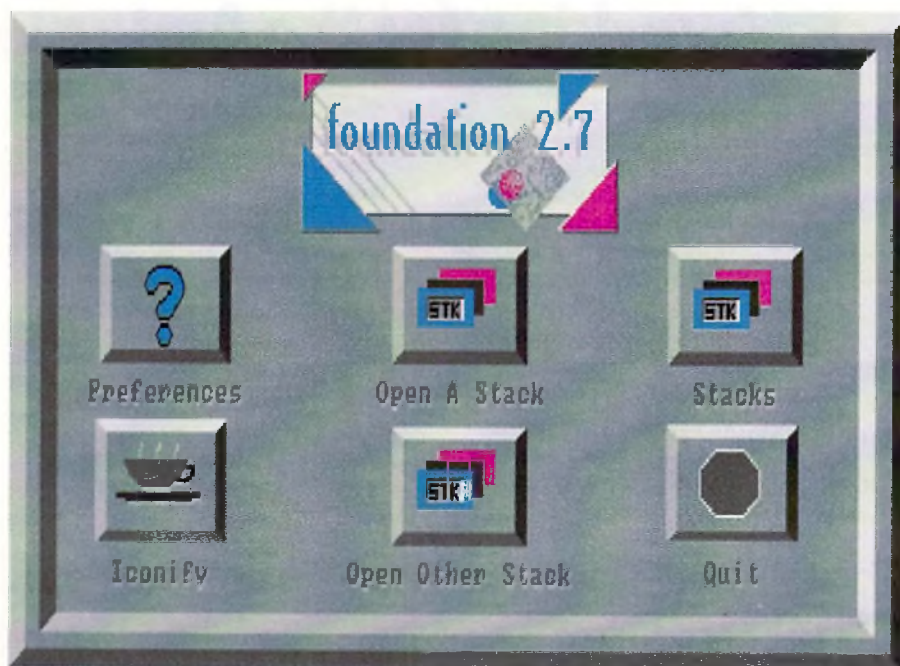 foundation 2.7
STK
STK
Preferences
Open A Stack
Stacks
STK
Iconify
Open Other Stack
Quit